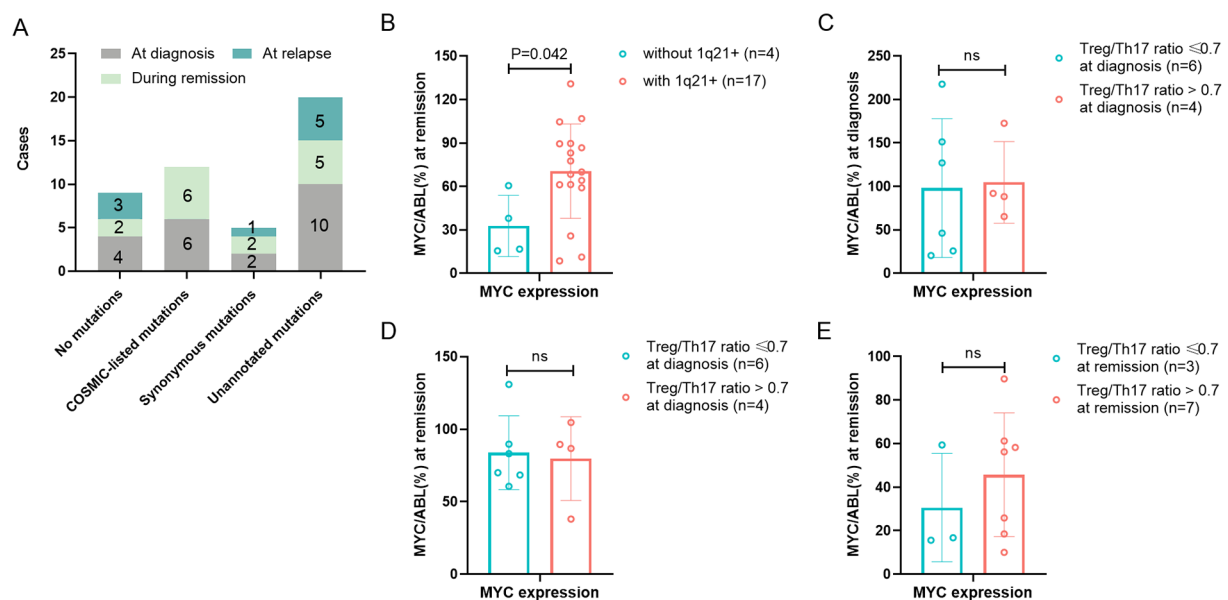 A
At diagnosis
At relapse
During remission
25
20
15
10
5
0
Cases
3
2
4
6
6
1
2
2
5
5
10
No mutations
COSMIC-listed mutations
Synonymous mutations
Unannotated mutations
B
P=0.042
without 1q21+ (n=4)
with 1q21+ (n=17)
150
120
90
60
30
0
MYC/ABL(%) at remission
MYC expression
C
ns
Treg/Th17 ratio ⩽0.7
at diagnosis (n=6)
Treg/Th17 ratio > 0.7
at diagnosis (n=4)
250
200
150
100
50
0
MYC/ABL(%) at diagnosis
MYC expression
D
ns
Treg/Th17 ratio ⩽0.7
at diagnosis (n=6)
Treg/Th17 ratio > 0.7
at diagnosis (n=4)
150
100
50
0
MYC/ABL(%) at remission
MYC expression
E
ns
Treg/Th17 ratio ⩽0.7
at remission (n=3)
Treg/Th17 ratio > 0.7
at remission (n=7)
100
80
60
40
20
0
MYC/ABL(%) at remission
MYC expression